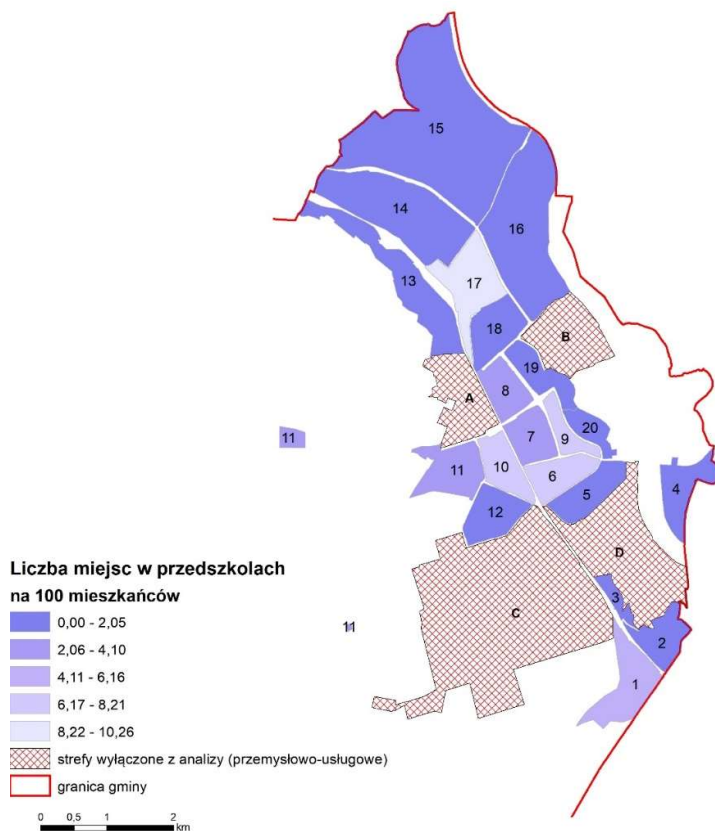 15
14
16
13
17
18
B
19
A
8
11
7
9
20
10
11
6
12
5
4
D
C
3
11
2
1
Liczba miejsc w przedszkolach
na 100 mieszkańców
0,00 - 2,05
2,06 - 4,10
4,11 - 6,16
6,17 - 8,21
8,22 - 10,26
strefy wyłączone z analizy (przemysłowo-usługowe)
granica gminy
0 0,5 1 2
km